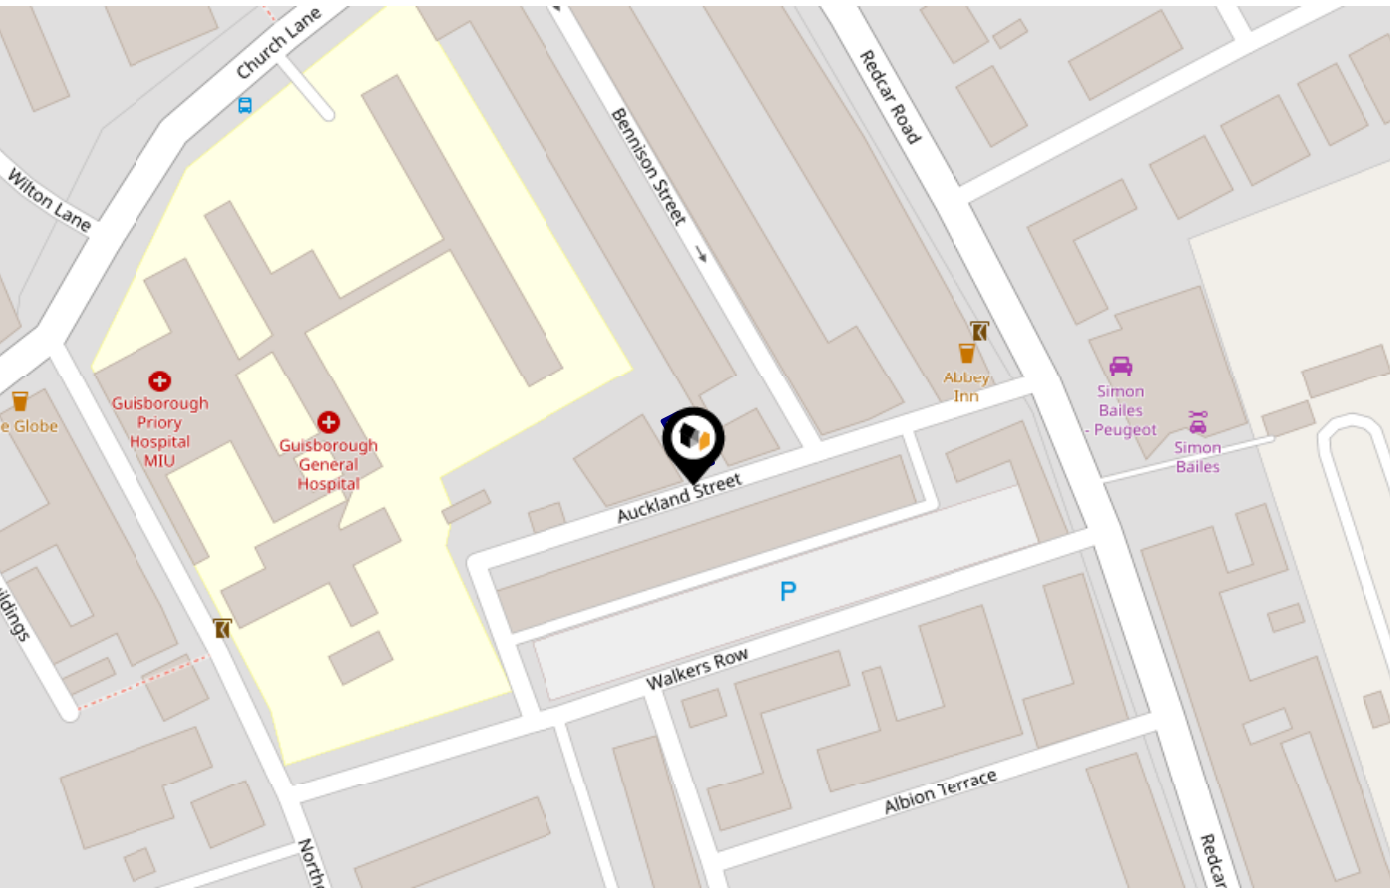 Church Lane
Redcar Road
Bennison Street
Wilton Lane
Abbey
Inn
Simon
Bailes
- Peugeot
Simon
Bailes
Guisborough
Priory
Hospital
MIU
e Globe
Guisborough
General
Hospital
Auckland Street
P
uildings
Walkers Row
Albion Terrace
North
Redcar